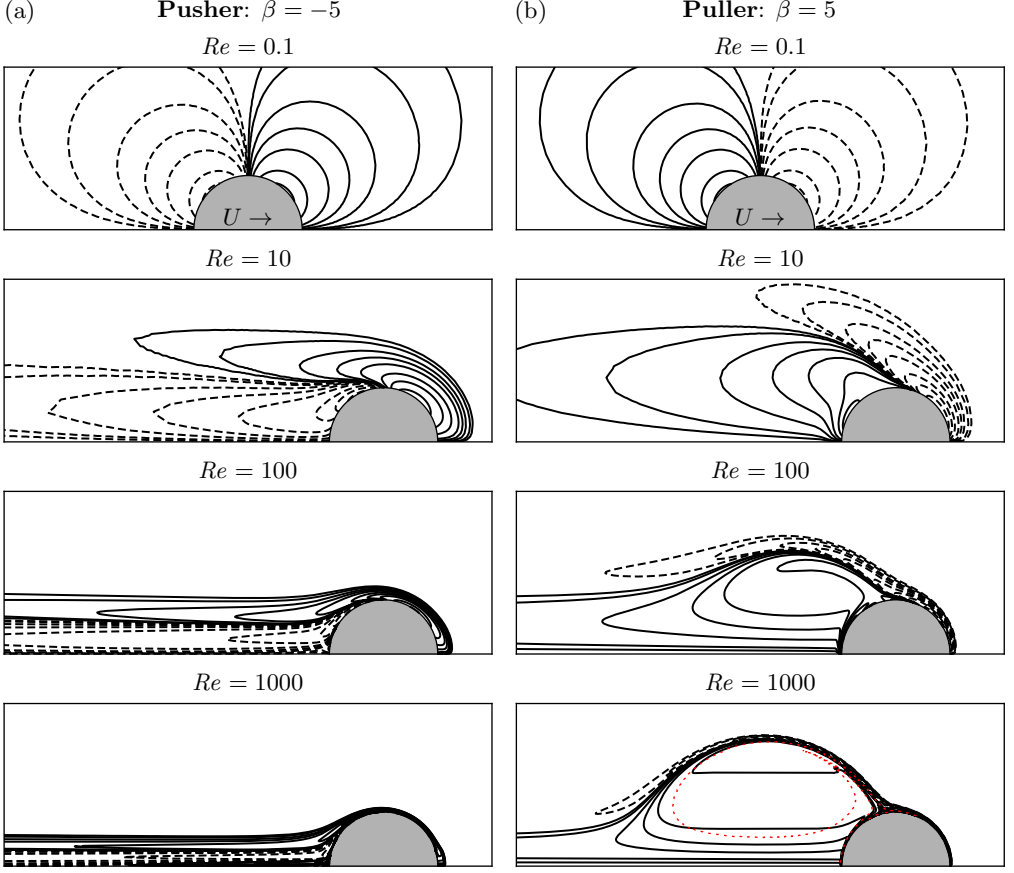 (a) Pusher: β = −5
(b) Puller: β = 5
Re = 0.1
Re = 0.1
U →
U →
Re = 10
Re = 10
Re = 100
Re = 100
Re = 1000
Re = 1000